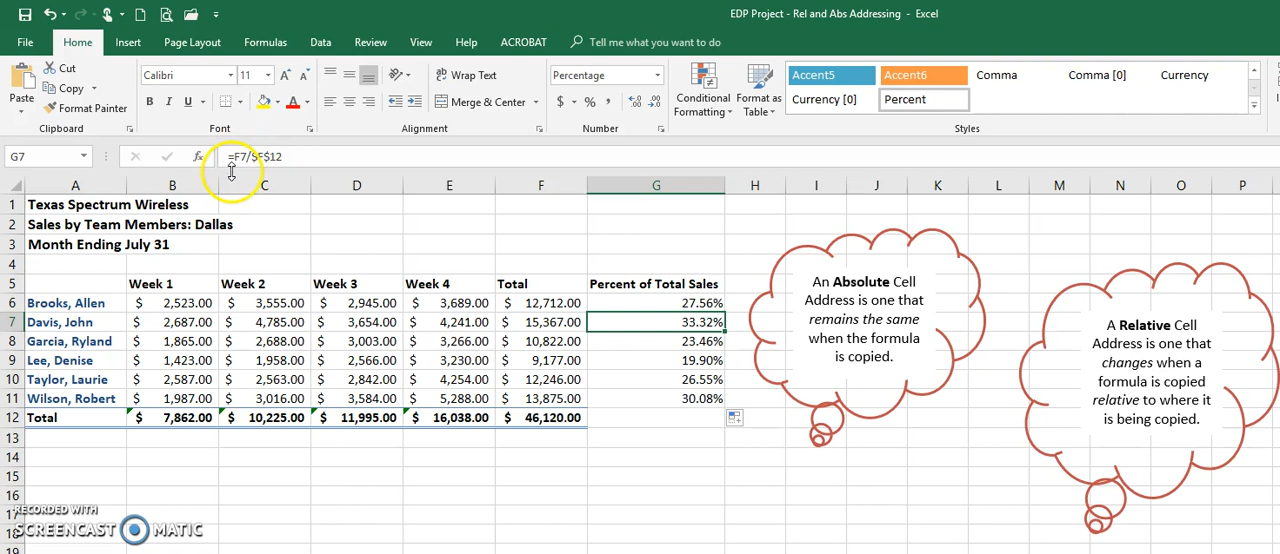 EDP Project - Rel and Abs Addressing - Excel
File Home Insert Page Layout Formulas Data Review View Help ACROBAT Tell me what you want to do
Paste
Cut
Copy
Format Painter
Clipboard
Calibri 11
B I U
Font
Wrap Text
Merge & Center
Alignment
Percentage
$ % ,
Number
Conditional Formatting
Format as Table
Accent5 Accent6 Comma Comma [0] Currency
Currency [0] Percent
Styles
G7 fx =F7/$F$12
A B C D E F G H I J K L M N O P
1 Texas Spectrum Wireless
2 Sales by Team Members: Dallas
3 Month Ending July 31
4
5 Week 1 Week 2 Week 3 Week 4 Total Percent of Total Sales
6 Brooks, Allen $ 2,523.00 $ 3,555.00 $ 2,945.00 $ 3,689.00 $ 12,712.00 27.56%
7 Davis, John $ 2,687.00 $ 4,785.00 $ 3,654.00 $ 4,241.00 $ 15,367.00 33.32%
8 Garcia, Ryland $ 1,865.00 $ 2,688.00 $ 3,003.00 $ 3,266.00 $ 10,822.00 23.46%
9 Lee, Denise $ 1,423.00 $ 1,958.00 $ 2,566.00 $ 3,230.00 $ 9,177.00 19.90%
10 Taylor, Laurie $ 2,587.00 $ 2,563.00 $ 2,842.00 $ 4,254.00 $ 12,246.00 26.55%
11 Wilson, Robert $ 1,987.00 $ 3,016.00 $ 3,584.00 $ 5,288.00 $ 13,875.00 30.08%
12 Total $ 7,862.00 $ 10,225.00 $ 11,995.00 $ 16,038.00 $ 46,120.00
13
14
15
16
17
18
19
An Absolute Cell
Address is one that
remains the same
when the formula
is copied.
A Relative Cell
Address is one that
changes when a
formula is copied
relative to where it
is being copied.
RECORDED WITH
SCREENCAST MATIC